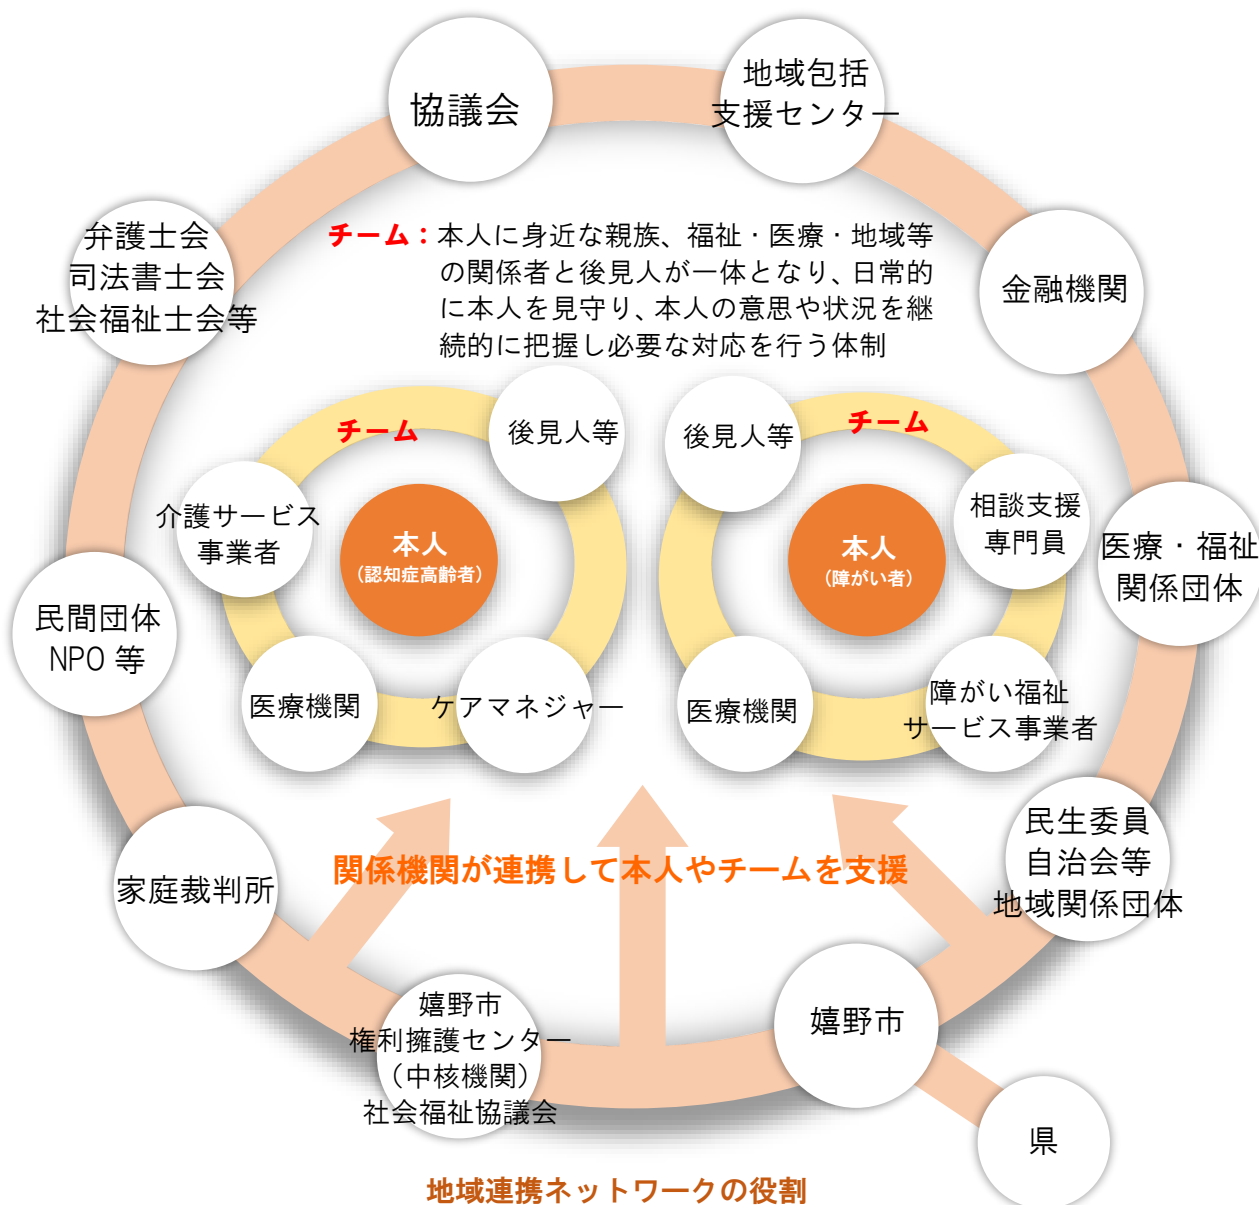 協議会
地域包括
支援センター
弁護士会
司法書士会
社会福祉士会等
チーム：本人に身近な親族、福祉・医療・地域等
の関係者と後見人が一体となり、日常的
に本人を見守り、本人の意思や状況を継
続的に把握し必要な対応を行う体制
金融機関
チーム
後見人等
介護サービス
事業者
本人
（認知症高齢者）
医療機関
ケアマネジャー
後見人等
チーム
相談支援
専門員
本人
（障がい者）
医療機関
障がい福祉
サービス事業者
医療・福祉
関係団体
民間団体
NPO 等
民生委員
自治会等
地域関係団体
関係機関が連携して本人やチームを支援
家庭裁判所
嬉野市
権利擁護センター
（中核機関）
社会福祉協議会
嬉野市
県
地域連携ネットワークの役割